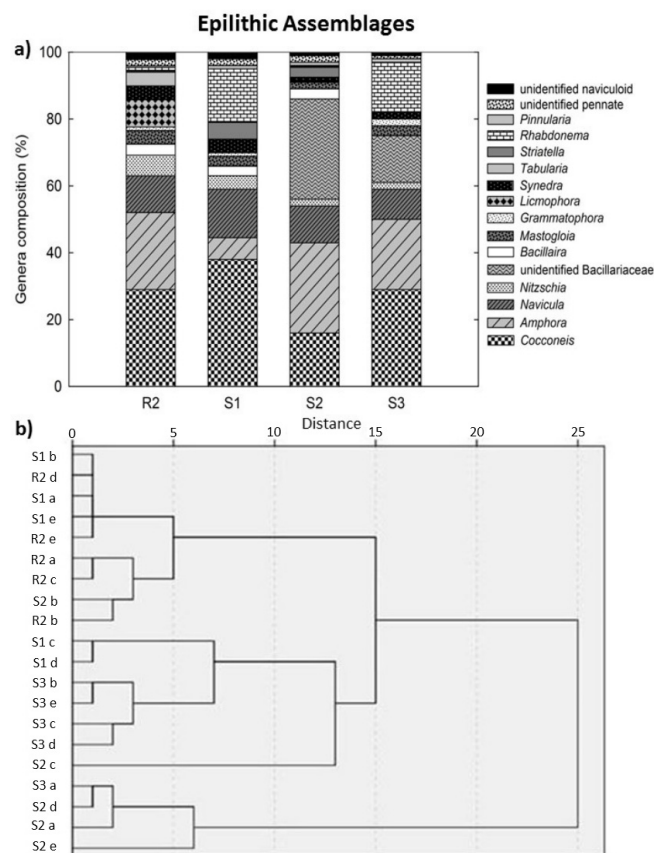 Epilithic Assemblages
a)
Genera composition (%)
100
80
60
40
20
0
R2 S1 S2 S3
unidentified naviculoid
unidentified pennate
Pinnularia
Rhabdonema
Striatella
Tabularia
Synedra
Licmophora
Grammatophora
Mastogloia
Bacillaira
unidentified Bacillariaceae
Nitzschia
Navicula
Amphora
Cocconeis
b)
Distance
0 5 10 15 20 25
S1 b
R2 d
S1 a
S1 e
R2 e
R2 a
R2 c
S2 b
R2 b
S1 c
S1 d
S3 b
S3 e
S3 c
S3 d
S2 c
S3 a
S2 d
S2 a
S2 e